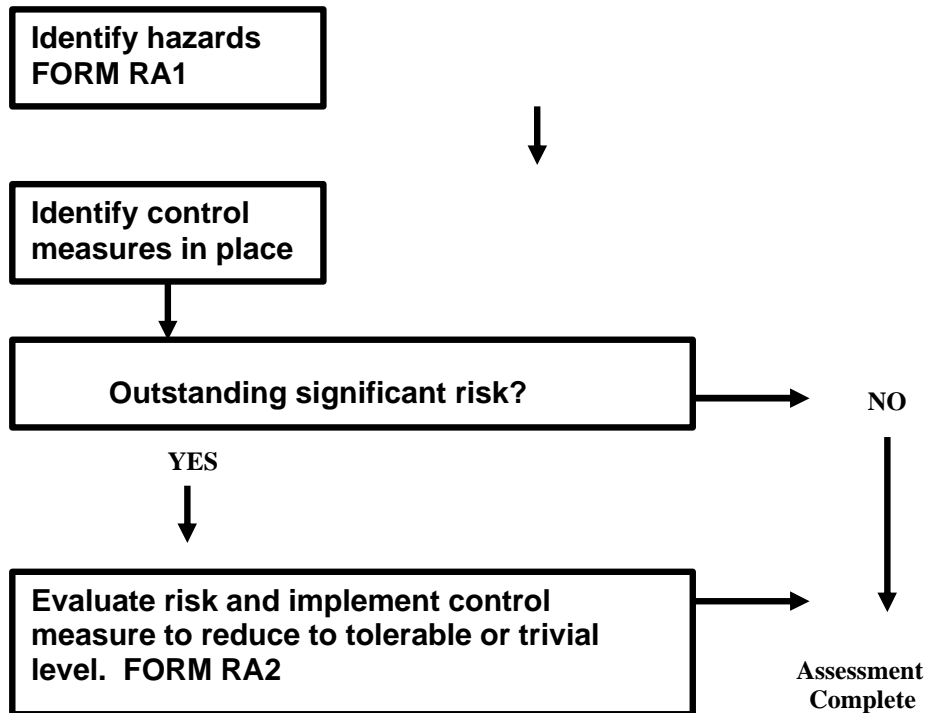 Identify hazards
FORM RA1
Identify control
measures in place
Outstanding significant risk?
NO
YES
Evaluate risk and implement control
measure to reduce to tolerable or trivial
level.  FORM RA2
Assessment
Complete